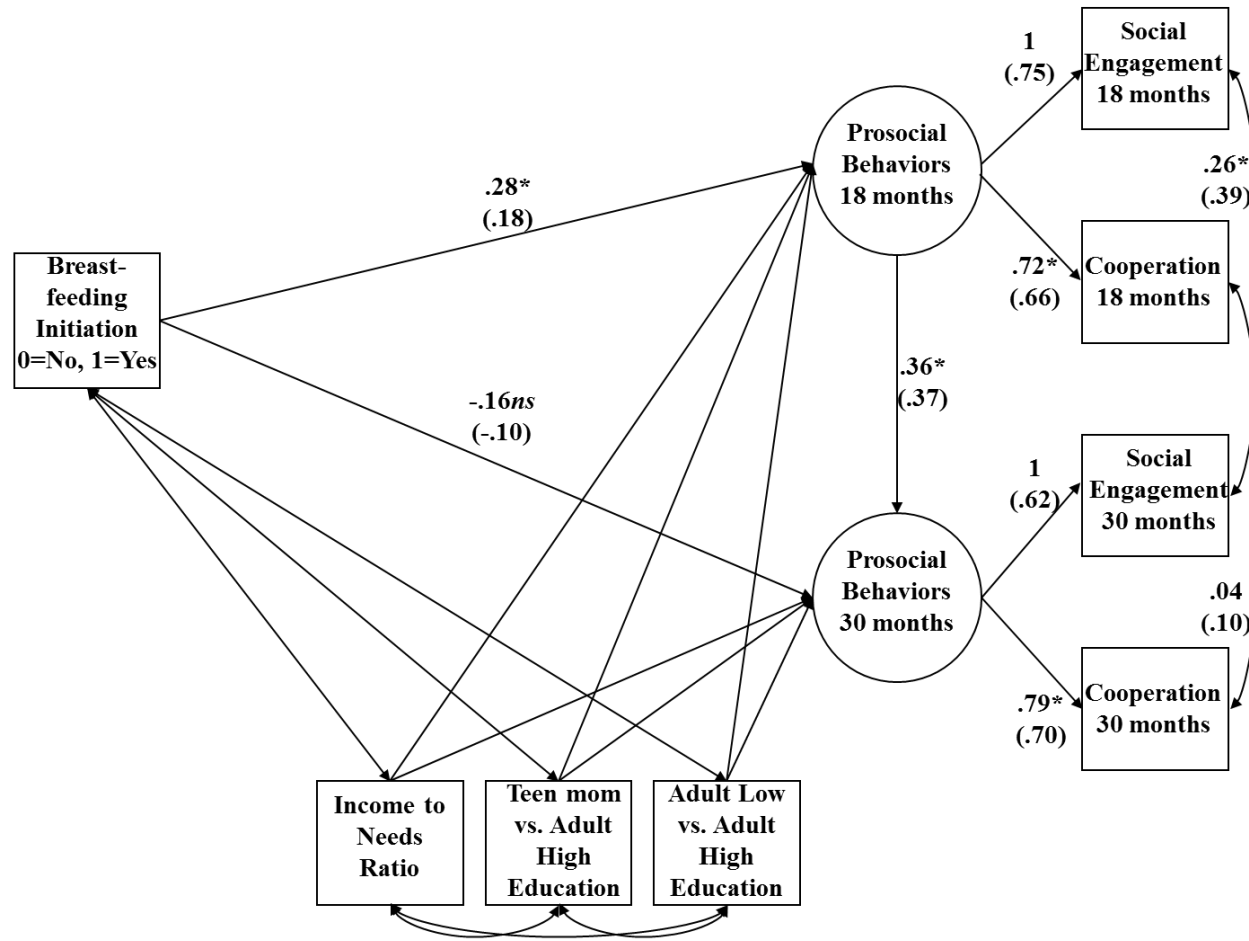 1
(.75)
Social
Engagement
18 months
Prosocial
Behaviors
18 months
.26*
(.39)
.28*
(.18)
.72*
(.66)
Cooperation
18 months
Breast-
feeding
Initiation
0=No, 1=Yes
.36*
(.37)
-.16ns
(-.10)
1
(.62)
Social
Engagement
30 months
Prosocial
Behaviors
30 months
.04
(.10)
.79*
(.70)
Cooperation
30 months
Income to
Needs
Ratio
Teen mom
vs. Adult
High
Education
Adult Low
vs. Adult
High
Education